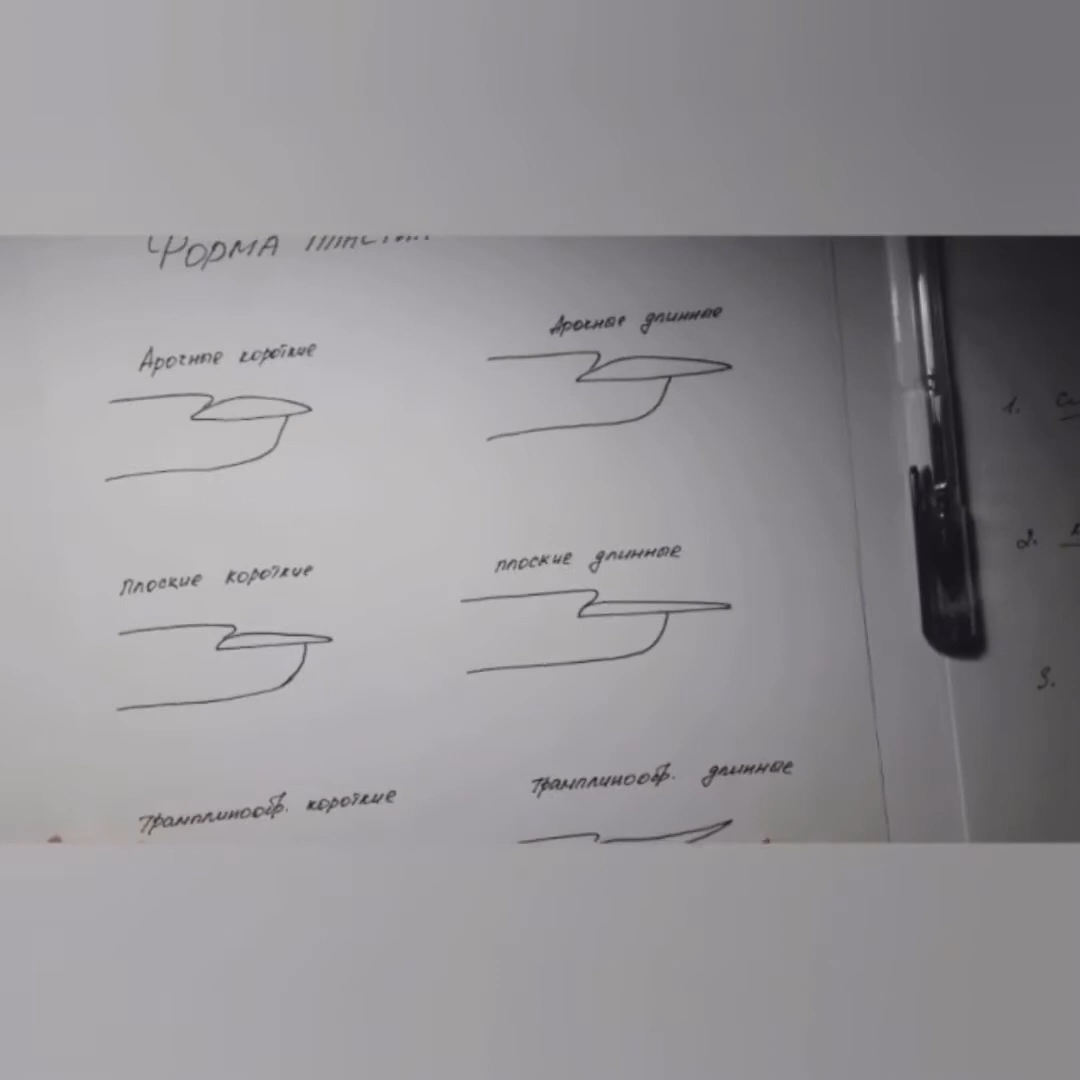 Форма
Арочные короткие
Арочные длинные
Плоские короткие
плоские длинные
Трамплинообр. короткие
Трамплинообр. длинные
1.
2.
3.